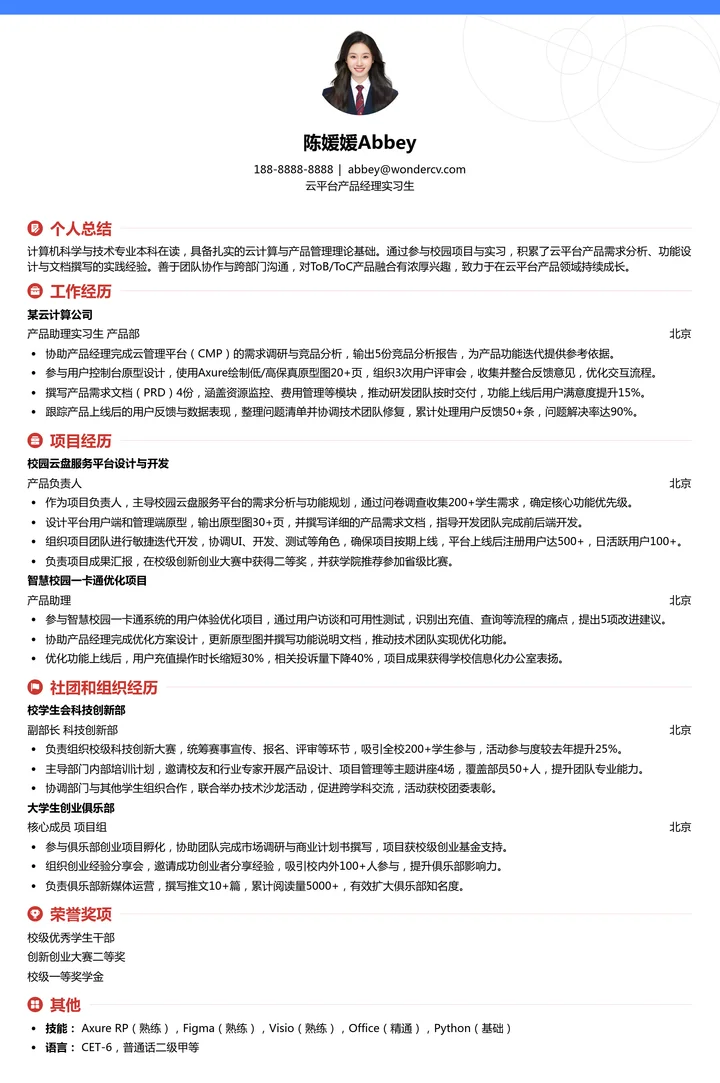 陈媛媛Abbey
188-8888-8888 | abbey@wondercv.com
云平台产品经理实习生
个人总结
计算机科学与技术专业本科在读，具备扎实的云计算与产品管理理论基础。通过参与校园项目与实习，积累了云平台产品需求分析、功能设
计与文档撰写的实践经验。善于团队协作与跨部门沟通，对ToB/ToC产品融合有浓厚兴趣，致力于在云平台产品领域持续成长。
工作经历
某云计算公司
产品助理实习生 产品部 北京
• 协助产品经理完成云管理平台（CMP）的需求调研与竞品分析，输出5份竞品分析报告，为产品功能迭代提供参考依据。
• 参与用户控制台原型设计，使用Axure绘制低/高保真原型图20+页，组织3次用户评审会，收集并整合反馈意见，优化交互流程。
• 撰写产品需求文档（PRD）4份，涵盖资源监控、费用管理等模块，推动研发团队按时交付，功能上线后用户满意度提升15%。
• 跟踪产品上线后的用户反馈与数据表现，整理问题清单并协调技术团队修复，累计处理用户反馈50+条，问题解决率达90%。
项目经历
校园云盘服务平台设计与开发
产品负责人 北京
• 作为项目负责人，主导校园云盘服务平台的需求分析与功能规划，通过问卷调查收集200+学生需求，确定核心功能优先级。
• 设计平台用户端和管理端原型，输出原型图30+页，并撰写详细的产品需求文档，指导开发团队完成前后端开发。
• 组织项目团队进行敏捷迭代开发，协调UI、开发、测试等角色，确保项目按期上线，平台上线后注册用户达500+，日活跃用户100+。
• 负责项目成果汇报，在校级创新创业大赛中获得二等奖，并获学院推荐参加省级比赛。
智慧校园一卡通优化项目
产品助理 北京
• 参与智慧校园一卡通系统的用户体验优化项目，通过用户访谈和可用性测试，识别出充值、查询等流程的痛点，提出5项改进建议。
• 协助产品经理完成优化方案设计，更新原型图并撰写功能说明文档，推动技术团队实现优化功能。
• 优化功能上线后，用户充值操作时长缩短30%，相关投诉量下降40%，项目成果获得学校信息化办公室表扬。
社团和组织经历
校学生会科技创新部
副部长 科技创新部 北京
• 负责组织校级科技创新大赛，统筹赛事宣传、报名、评审等环节，吸引全校200+学生参与，活动参与度较去年提升25%。
• 主导部门内部培训计划，邀请校友和行业专家开展产品设计、项目管理等主题讲座4场，覆盖部员50+人，提升团队专业能力。
• 协调部门与其他学生组织合作，联合举办技术沙龙活动，促进跨学科交流，活动获校团委表彰。
大学生创业俱乐部
核心成员 项目组 北京
• 参与俱乐部创业项目孵化，协助团队完成市场调研与商业计划书撰写，项目获校级创业基金支持。
• 组织创业经验分享会，邀请成功创业者分享经验，吸引校内外100+人参与，提升俱乐部影响力。
• 负责俱乐部新媒体运营，撰写推文10+篇，累计阅读量5000+，有效扩大俱乐部知名度。
荣誉奖项
校级优秀学生干部
创新创业大赛二等奖
校级一等奖学金
其他
• 技能： Axure RP（熟练），Figma（熟练），Visio（熟练），Office（精通），Python（基础）
• 语言： CET-6，普通话二级甲等